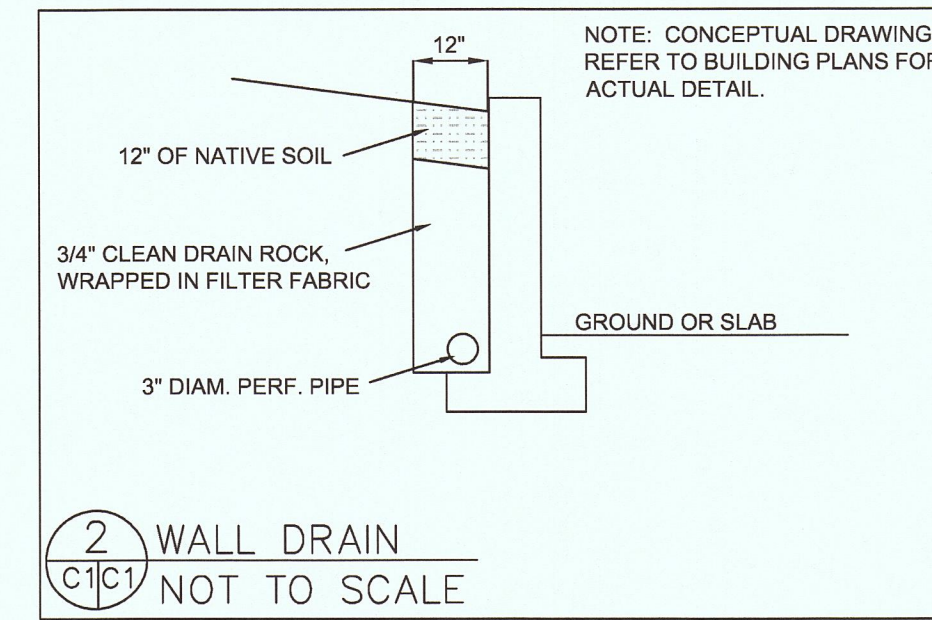 NOTE: CONCEPTUAL DRAWING
REFER TO BUILDING PLANS FOR
ACTUAL DETAIL.
12"
12" OF NATIVE SOIL
3/4" CLEAN DRAIN ROCK,
WRAPPED IN FILTER FABRIC
GROUND OR SLAB
3" DIAM. PERF. PIPE
2 WALL DRAIN
C1 C1 NOT TO SCALE